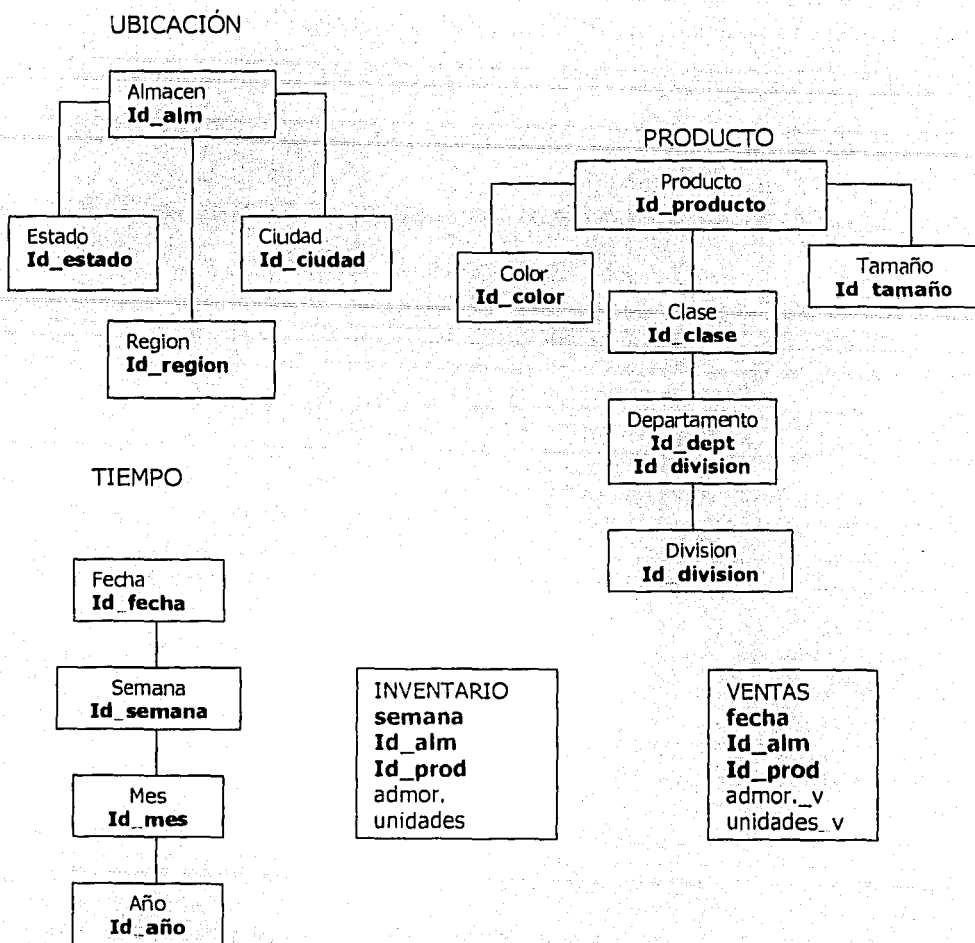 UBICACIÓN
Almacen
Id_alm
Estado
Id_estado
Ciudad
Id_ciudad
Region
Id_region
PRODUCTO
Producto
Id_producto
Color
Id_color
Clase
Id_clase
Tamaño
Id_tamaño
Departamento
Id_dept
Id_division
Division
Id_division
TIEMPO
Fecha
Id_fecha
Semana
Id_semana
Mes
Id_mes
Año
Id_año
INVENTARIO
semana
Id_alm
Id_prod
admor.
unidades
VENTAS
fecha
Id_alm
Id_prod
admor._v
unidades_v